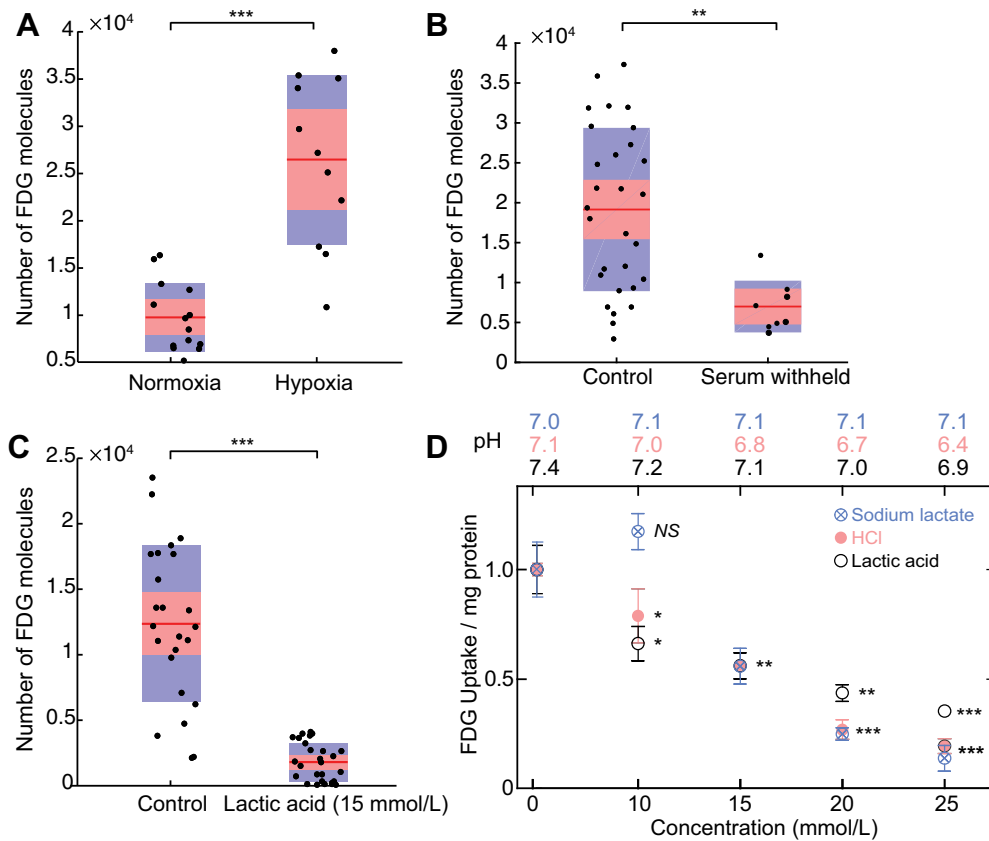 A
×10⁴
***
Number of FDG molecules
4
3.5
3
2.5
2
1.5
1
0.5
Normoxia
Hypoxia
B
×10⁴
**
Number of FDG molecules
4
3.5
3
2.5
2
1.5
1
0.5
0
Control
Serum withheld
C
×10⁴
***
Number of FDG molecules
2.5
2
1.5
1
0.5
0
Control
Lactic acid (15 mmol/L)
D
pH
7.0 7.1 7.1 7.1 7.1
7.1 7.0 6.8 6.7 6.4
7.4 7.2 7.1 7.0 6.9
Sodium lactate
HCl
Lactic acid
NS
*
*
**
**
***
***
***
FDG Uptake / mg protein
1.0
0.5
0
0 10 15 20 25
Concentration (mmol/L)